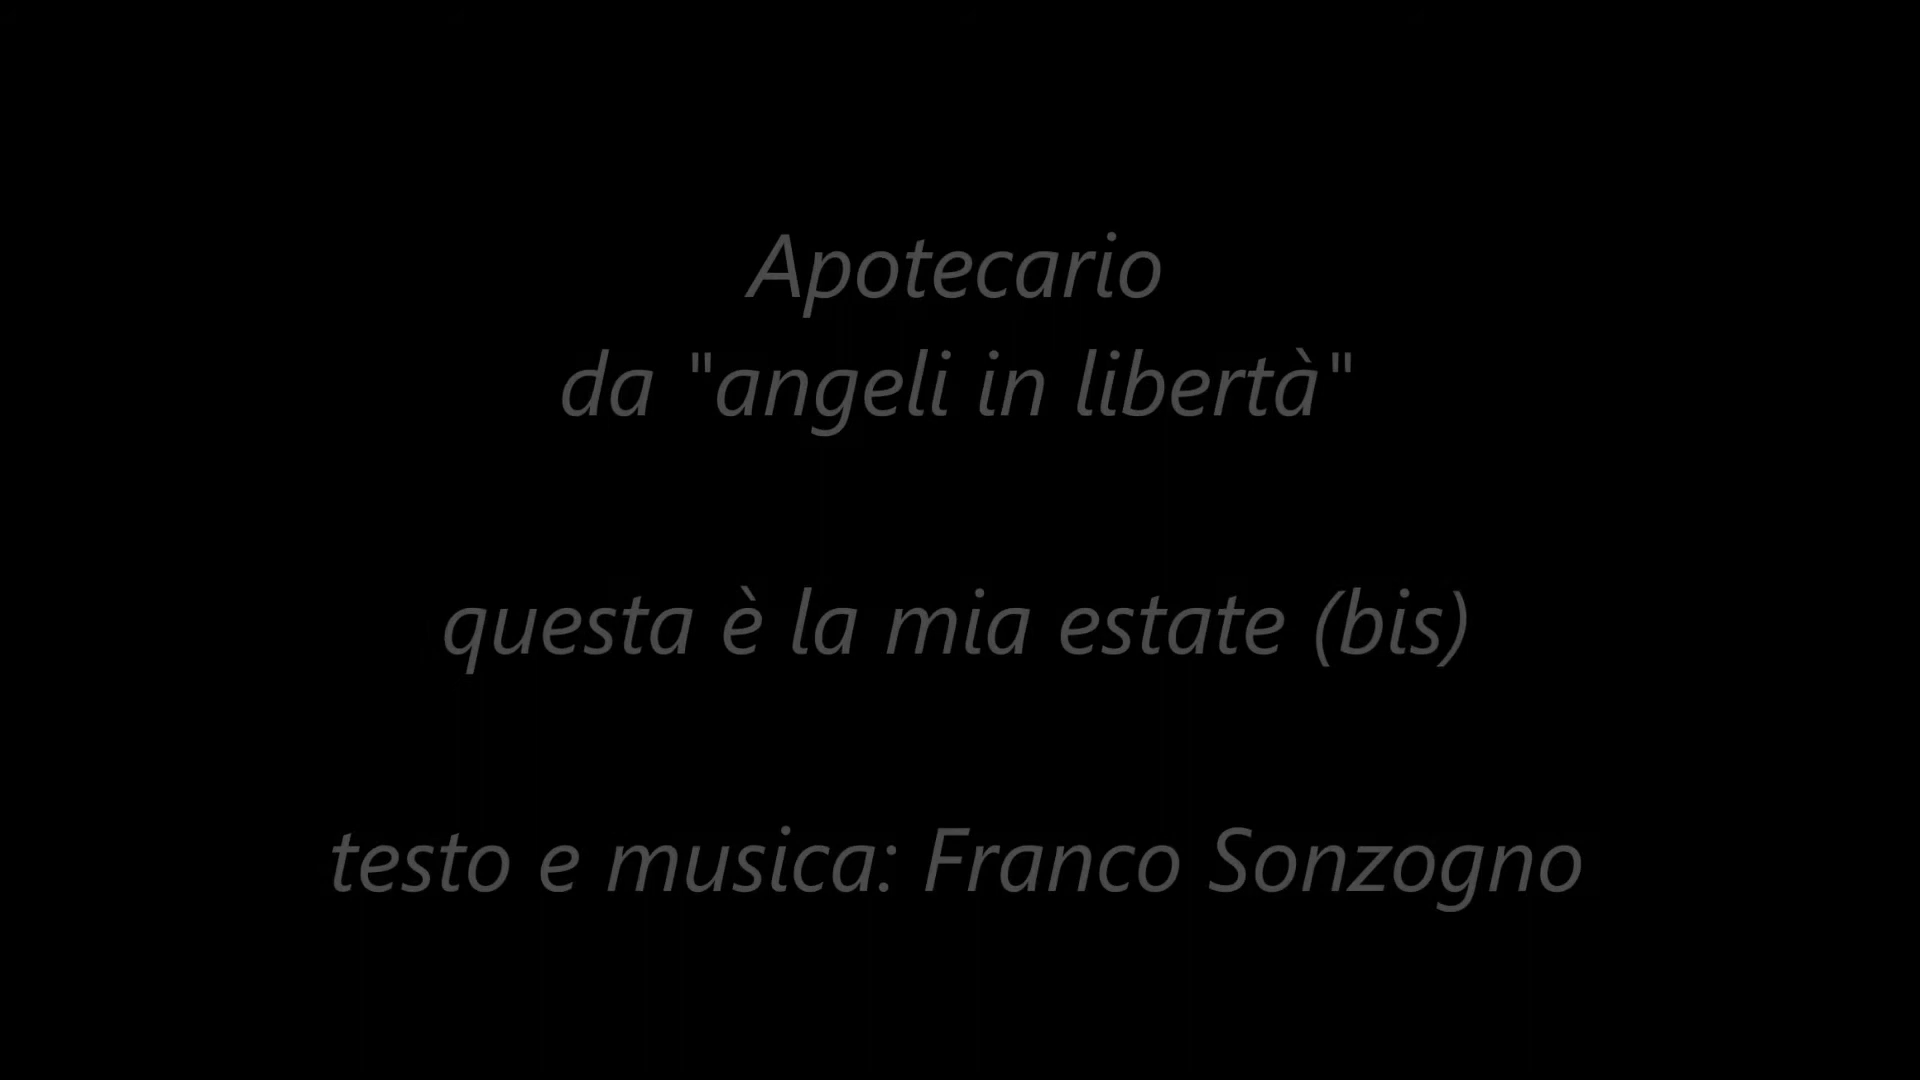 Apotecario
da "angeli in libertà"
questa è la mia estate (bis)
testo e musica: Franco Sonzogno